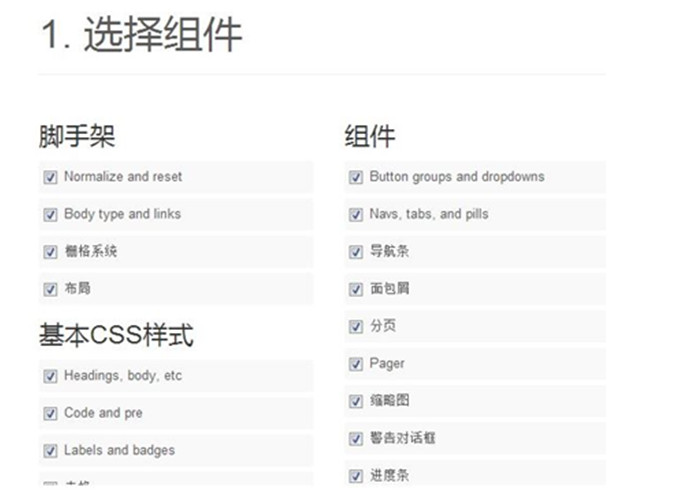 1. 选择组件
脚手架
Normalize and reset
Body type and links
栅格系统
布局
基本CSS样式
Headings, body, etc
Code and pre
Labels and badges
组件
Button groups and dropdowns
Navs, tabs, and pills
导航条
面包屑
分页
Pager
缩略图
警告对话框
进度条